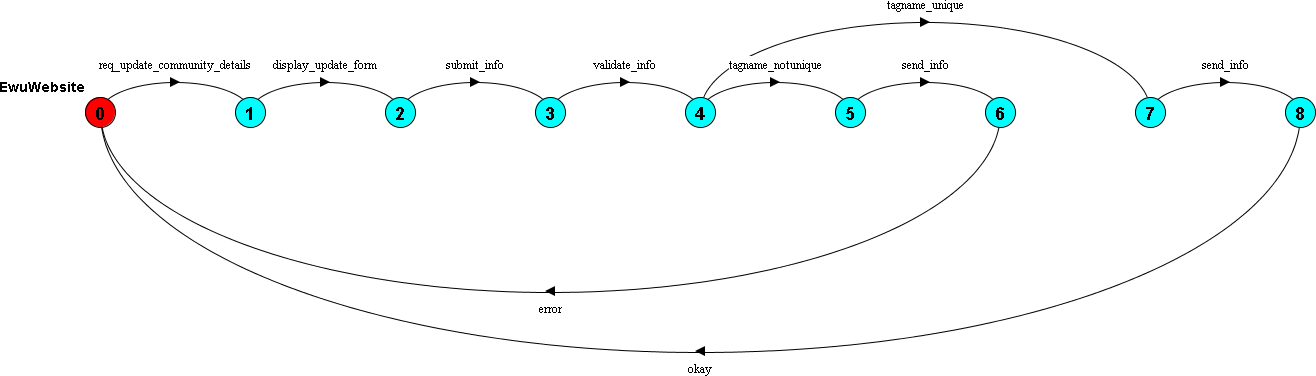 tagname_unique
req_update_community_details display_update_form submit_info validate_info tagname_notunique send_info send_info
EwuWebsite
0 1 2 3 4 5 6 7 8
error
okay